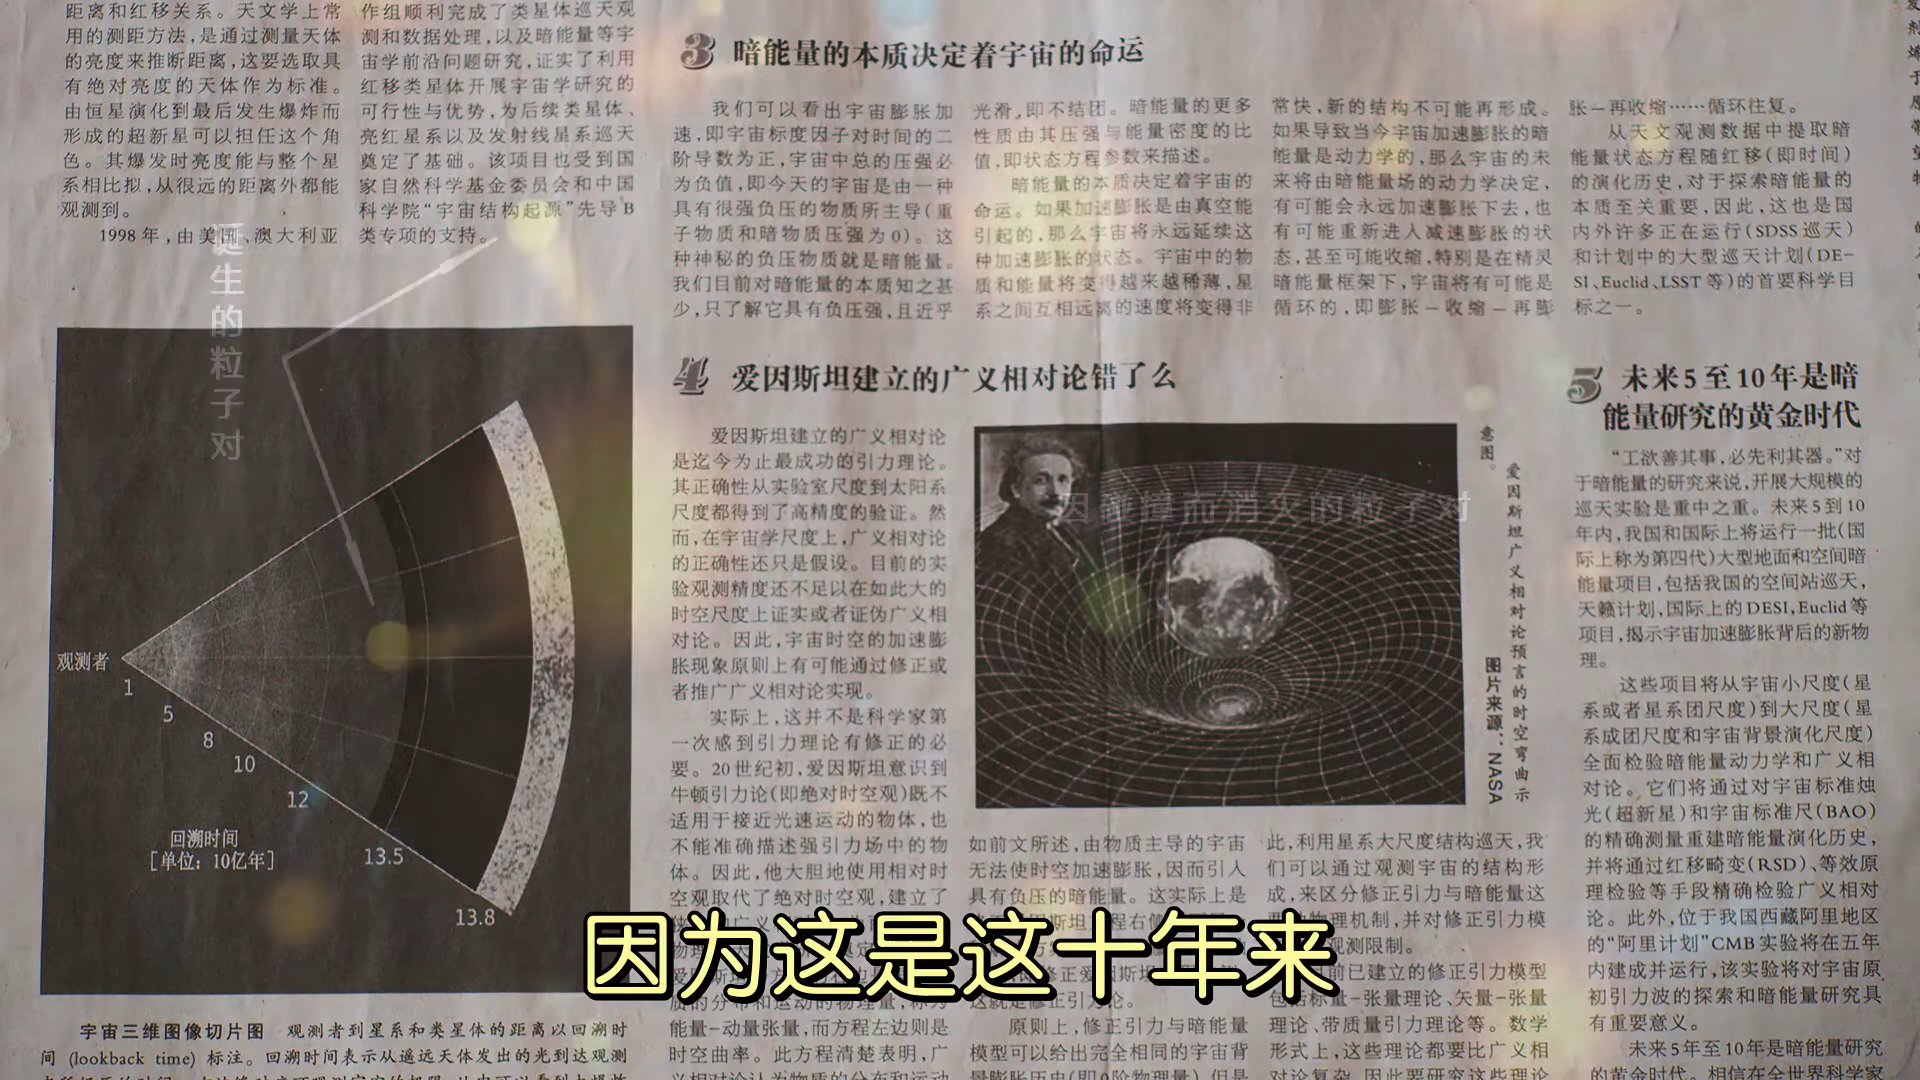 距离和红移关系。天文学上常
用的测距方法，是通过测量天体
的亮度来推断距离，这要选取具
有绝对亮度的天体作为标准。
由恒星演化到最后发生爆炸而
形成的超新星可以担任这个角
色。其爆发时亮度能与整个星
系相比拟，从很远的距离外都能
观测到。
1998年，由美国、澳大利亚
作组顺利完成了类星体巡天观
测和数据处理，以及暗能量等宇
宙学前沿问题研究，证实了利用
红移类星体开展宇宙学研究的
可行性与优势，为后续类星体、
亮红星系以及发射线星系巡天
奠定了基础。该项目也受到国
家自然科学基金委员会和中国
科学院“宇宙结构起源”先导B
类专项的支持。
诞生的粒子对
观测者
1
5
8
10
12
13.5
13.8
回溯时间
［单位：10亿年］
宇宙三维图像切片图 观测者到星系和类星体的距离以回溯时
间 (lookback time) 标注。回溯时间表示从遥远天体发出的光到达观测
3 暗能量的本质决定着宇宙的命运
我们可以看出宇宙膨胀加
速，即宇宙标度因子对时间的二
阶导数为正，宇宙中总的压强必
为负值，即今天的宇宙是由一种
具有很强负压的物质所主导（重
子物质和暗物质压强为0）。这
种神秘的负压物质就是暗能量。
我们目前对暗能量的本质知之甚
少，只了解它具有负压强，且近乎
光滑，即不结团。暗能量的更多
性质由其压强与能量密度的比
值，即状态方程参数来描述。
暗能量的本质决定着宇宙的
命运。如果加速膨胀是由真空能
引起的，那么宇宙将永远延续这
种加速膨胀的状态。宇宙中的物
质和能量将变得越来越稀薄，星
系之间互相远离的速度将变得非
常快，新的结构不可能再形成。
如果导致当今宇宙加速膨胀的暗
能量是动力学的，那么宇宙的未
来将由暗能量场的动力学决定，
有可能会永远加速膨胀下去，也
有可能重新进入减速膨胀的状
态，甚至可能收缩，特别是在精灵
暗能量框架下，宇宙将有可能是
循环的，即膨胀－收缩－再膨
胀－再收缩……循环往复。
从天文观测数据中提取暗
能量状态方程随红移（即时间）
的演化历史，对于探索暗能量的
本质至关重要，因此，这也是国
内外许多正在运行（SDSS巡天）
和计划中的大型巡天计划（DE-
SI、Euclid、LSST等）的首要科学目
标之一。
4 爱因斯坦建立的广义相对论错了么
爱因斯坦建立的广义相对论
是迄今为止最成功的引力理论。
其正确性从实验室尺度到太阳系
尺度都得到了高精度的验证。然
而，在宇宙学尺度上，广义相对论
的正确性还只是假设。目前的实
验观测精度还不足以在如此大的
时空尺度上证实或者证伪广义相
对论。因此，宇宙时空的加速膨
胀现象原则上有可能通过修正或
者推广广义相对论实现。
实际上，这并不是科学家第
一次感到引力理论有修正的必
要。20世纪初，爱因斯坦意识到
牛顿引力论（即绝对时空观）既不
适用于接近光速运动的物体，也
不能准确描述强引力场中的物
体。因此，他大胆地使用相对时
空观取代了绝对时空观，建立了
能量－动量张量，而方程左边则是
时空曲率。此方程清楚表明，广
因碰撞而消灭的粒子对
意图。
爱因斯坦广义相对论预言的时空弯曲示
图片来源：NASA
如前文所述，由物质主导的宇宙
无法使时空加速膨胀，因而引入
具有负压的暗能量。这实际上是
这就是修正引力论。
原则上，修正引力与暗能量
模型可以给出完全相同的宇宙背
此，利用星系大尺度结构巡天，我
们可以通过观测宇宙的结构形
成，来区分修正引力与暗能量这
物理机制，并对修正引力模
观测限制。
前已建立的修正引力模型
包括标量－张量理论、矢量－张量
理论、带质量引力理论等。数学
形式上，这些理论都要比广义相
对论复杂，因此要研究这些理论
5 未来5至10年是暗
能量研究的黄金时代
“工欲善其事，必先利其器。”对
于暗能量的研究来说，开展大规模的
巡天实验是重中之重。未来5到10
年内，我国和国际上将运行一批（国
际上称为第四代）大型地面和空间暗
能量项目，包括我国的空间站巡天，
天籁计划，国际上的DESI，Euclid等
项目，揭示宇宙加速膨胀背后的新物
理。
这些项目将从宇宙小尺度（星
系或者星系团尺度）到大尺度（星
系成团尺度和宇宙背景演化尺度）
全面检验暗能量动力学和广义相
对论。它们将通过对宇宙标准烛
光（超新星）和宇宙标准尺（BAO）
的精确测量重建暗能量演化历史，
并将通过红移畸变（RSD）、等效原
理检验等手段精确检验广义相对
论。此外，位于我国西藏阿里地区
的“阿里计划”CMB实验将在五年
内建成并运行，该实验将对宇宙原
初引力波的探索和暗能量研究具
有重要意义。
未来5年至10年是暗能量研究
的黄金时代。相信在全世界科学家
因为这是这十年来